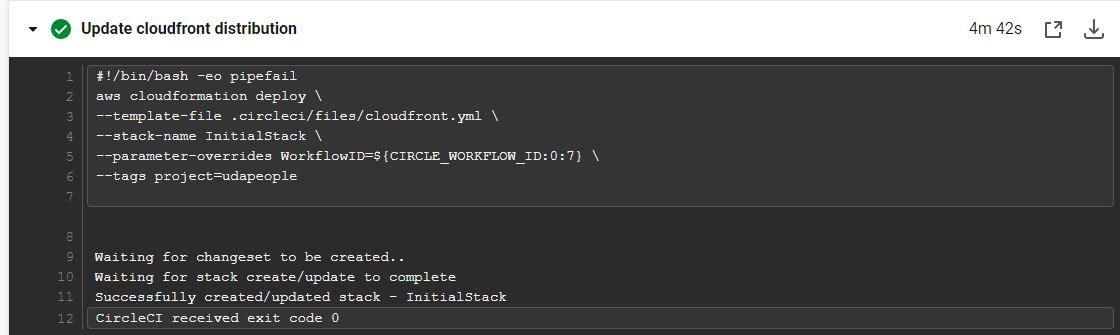 Update cloudfront distribution 4m 42s
1 #!/bin/bash -eo pipefail
2 aws cloudformation deploy \
3 --template-file .circleci/files/cloudfront.yml \
4 --stack-name InitialStack \
5 --parameter-overrides WorkflowID=${CIRCLE_WORKFLOW_ID:0:7} \
6 --tags project=udapeople
7
8
9 Waiting for changeset to be created..
10 Waiting for stack create/update to complete
11 Successfully created/updated stack - InitialStack
12 CircleCI received exit code 0